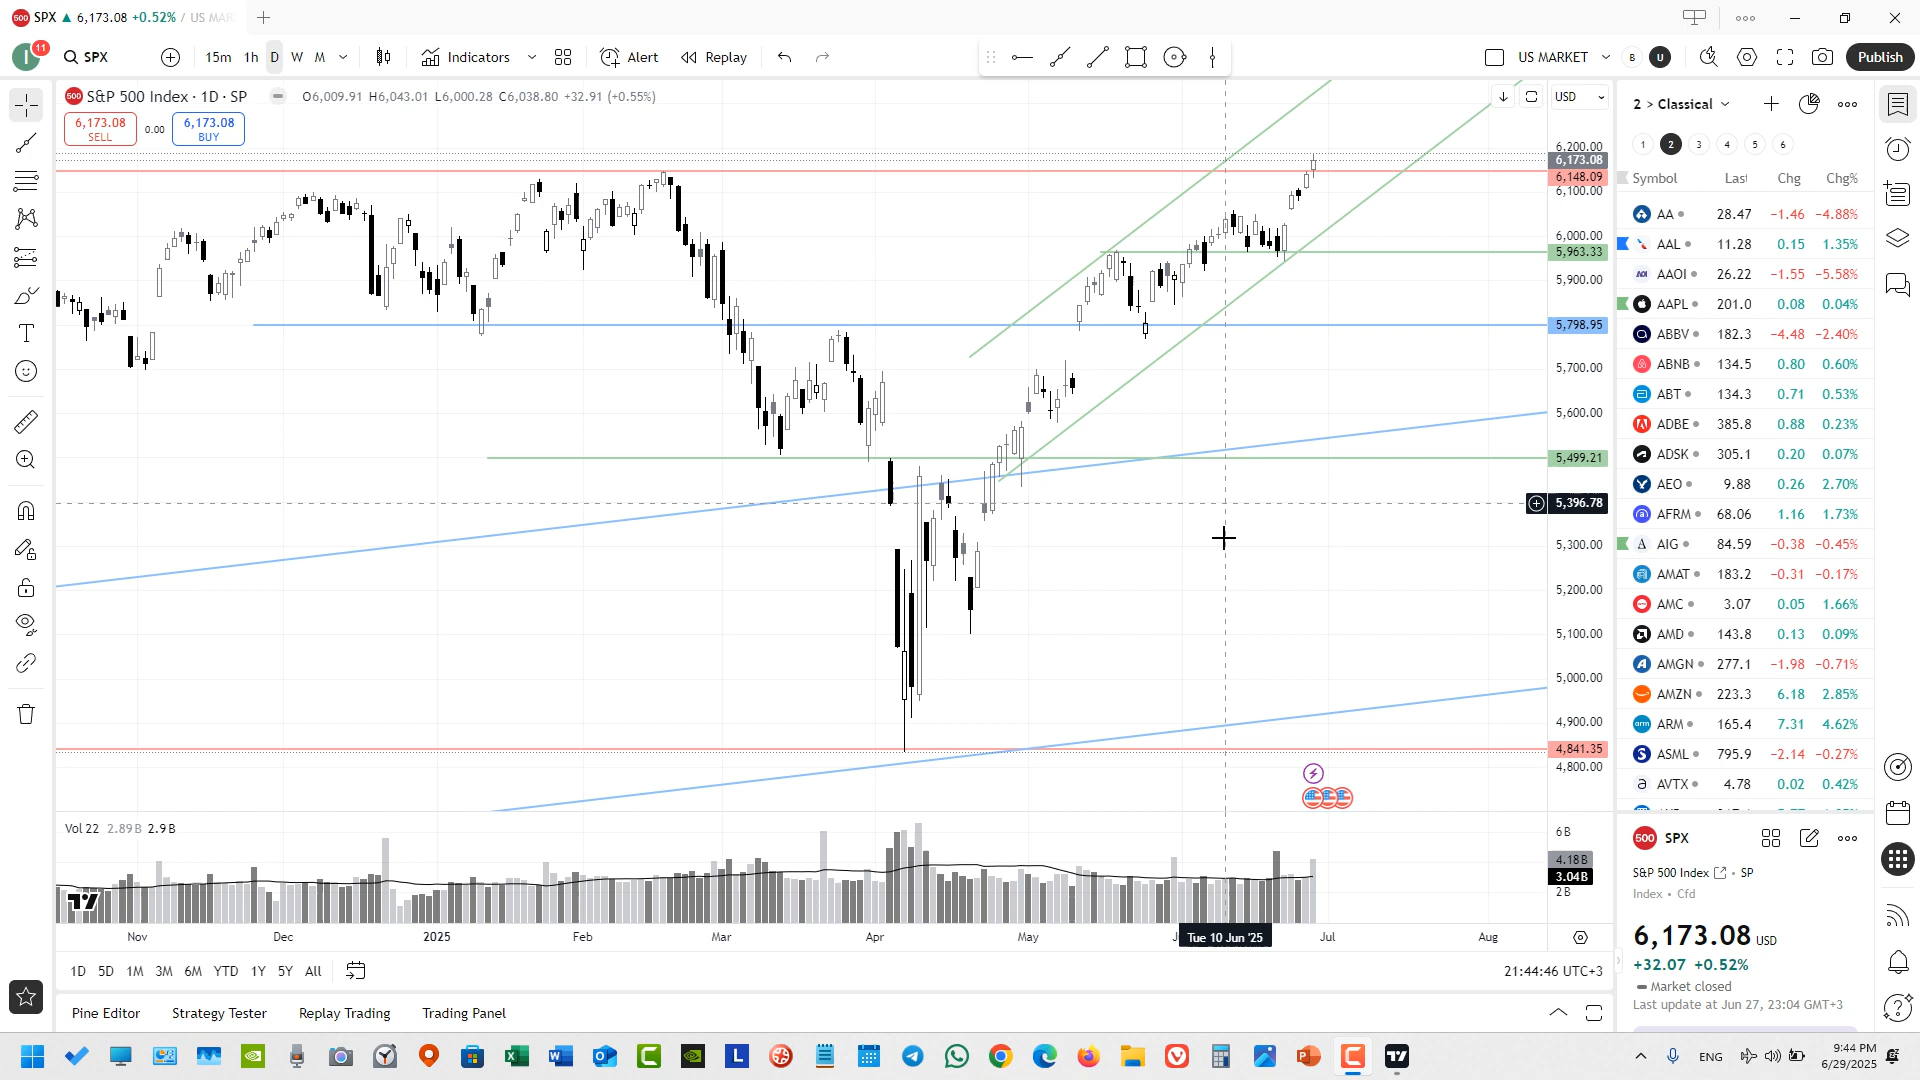 500 SPX ▲ 6,173.08 +0.52% / US MAR
I 11 SPX 15m 1h D W M Indicators Alert Replay US MARKET B U Publish
500 S&P 500 Index · 1D · SP O6,009.91 H6,043.01 L6,000.28 C6,038.80 +32.91 (+0.55%)
6,173.08 SELL 0.00 6,173.08 BUY
USD
6,200.00
6,173.08
6,148.09
6,100.00
6,000.00
5,963.33
5,900.00
5,798.95
5,700.00
5,600.00
5,499.21
5,396.78
5,300.00
5,200.00
5,100.00
5,000.00
4,900.00
4,841.35
4,800.00
Vol 22 2.89B 2.9B
6B
4.18B
3.04B
2B
Nov Dec 2025 Feb Mar Apr May Tue 10 Jun '25 Jul Aug
1D 5D 1M 3M 6M YTD 1Y 5Y All 21:44:46 UTC+3
Pine Editor Strategy Tester Replay Trading Trading Panel
2 > Classical
1 2 3 4 5 6
Symbol Last Chg Chg%
AA 28.47 −1.46 −4.88%
AAL 11.28 0.15 1.35%
AAOI 26.22 −1.55 −5.58%
AAPL 201.0 0.08 0.04%
ABBV 182.3 −4.48 −2.40%
ABNB 134.5 0.80 0.60%
ABT 134.3 0.71 0.53%
ADBE 385.8 0.88 0.23%
ADSK 305.1 0.20 0.07%
AEO 9.88 0.26 2.70%
AFRM 68.06 1.16 1.73%
AIG 84.59 −0.38 −0.45%
AMAT 183.2 −0.31 −0.17%
AMC 3.07 0.05 1.66%
AMD 143.8 0.13 0.09%
AMGN 277.1 −1.98 −0.71%
AMZN 223.3 6.18 2.85%
ARM 165.4 7.31 4.62%
ASML 795.9 −2.14 −0.27%
AVTX 4.78 0.02 0.42%
500 SPX
S&P 500 Index • SP
Index • Cfd
6,173.08 USD
+32.07 +0.52%
Market closed
Last update at Jun 27, 23:04 GMT+3
ENG 9:44 PM
6/29/2025